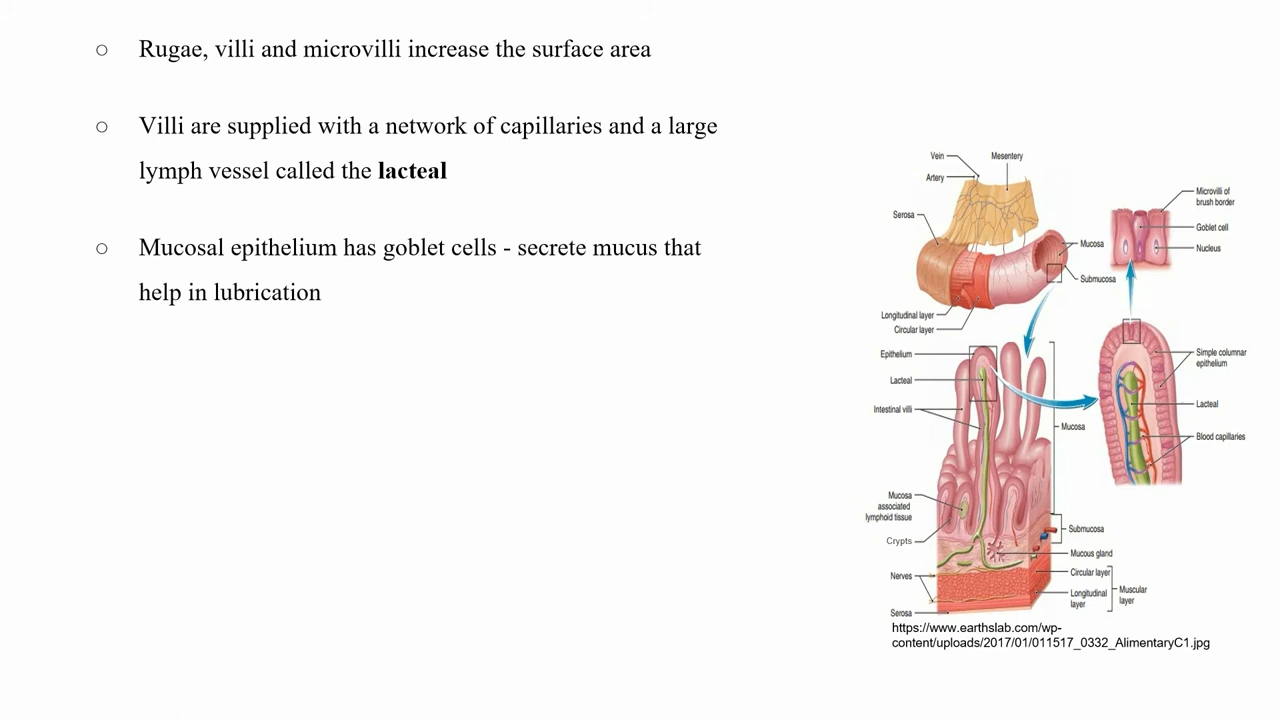 ○ Rugae, villi and microvilli increase the surface area
○ Villi are supplied with a network of capillaries and a large
lymph vessel called the lacteal
○ Mucosal epithelium has goblet cells - secrete mucus that
help in lubrication
Vein
Mesentery
Artery
Serosa
Mucosa
Submucosa
Longitudinal layer
Circular layer
Microvilli of
brush border
Goblet cell
Nucleus
Epithelium
Lacteal
Intestinal villi
Mucosa
Simple columnar
epithelium
Lacteal
Blood capillaries
Mucosa
associated
lymphoid tissue
Crypts
Nerves
Serosa
Submucosa
Mucous gland
Circular layer
Longitudinal
layer
Muscular
layer
https://www.earthslab.com/wp-
content/uploads/2017/01/011517_0332_AlimentaryC1.jpg